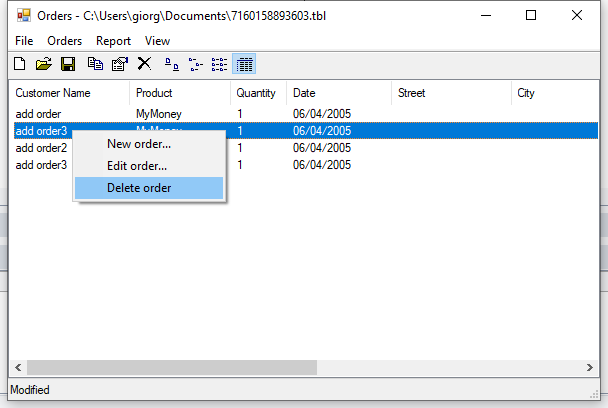 Orders - C:\Users\giorg\Documents\7160158893603.tbl
File Orders Report View
Customer Name Product Quantity Date Street City
add order MyMoney 1 06/04/2005
add order3 MyMoney 1 06/04/2005
add order2 1 06/04/2005
add order3 1 06/04/2005
New order...
Edit order...
Delete order
Modified